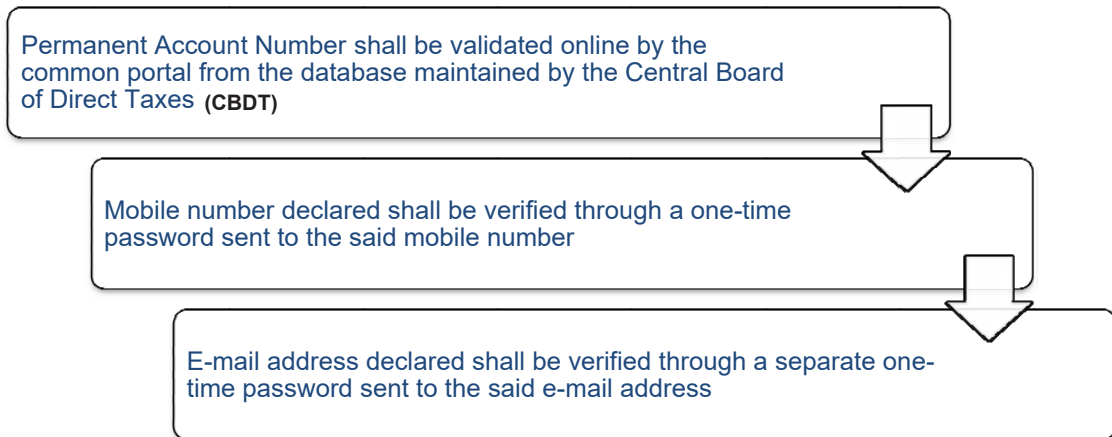 Permanent Account Number shall be validated online by the
common portal from the database maintained by the Central Board
of Direct Taxes (CBDT)
Mobile number declared shall be verified through a one-time
password sent to the said mobile number
E-mail address declared shall be verified through a separate one-
time password sent to the said e-mail address